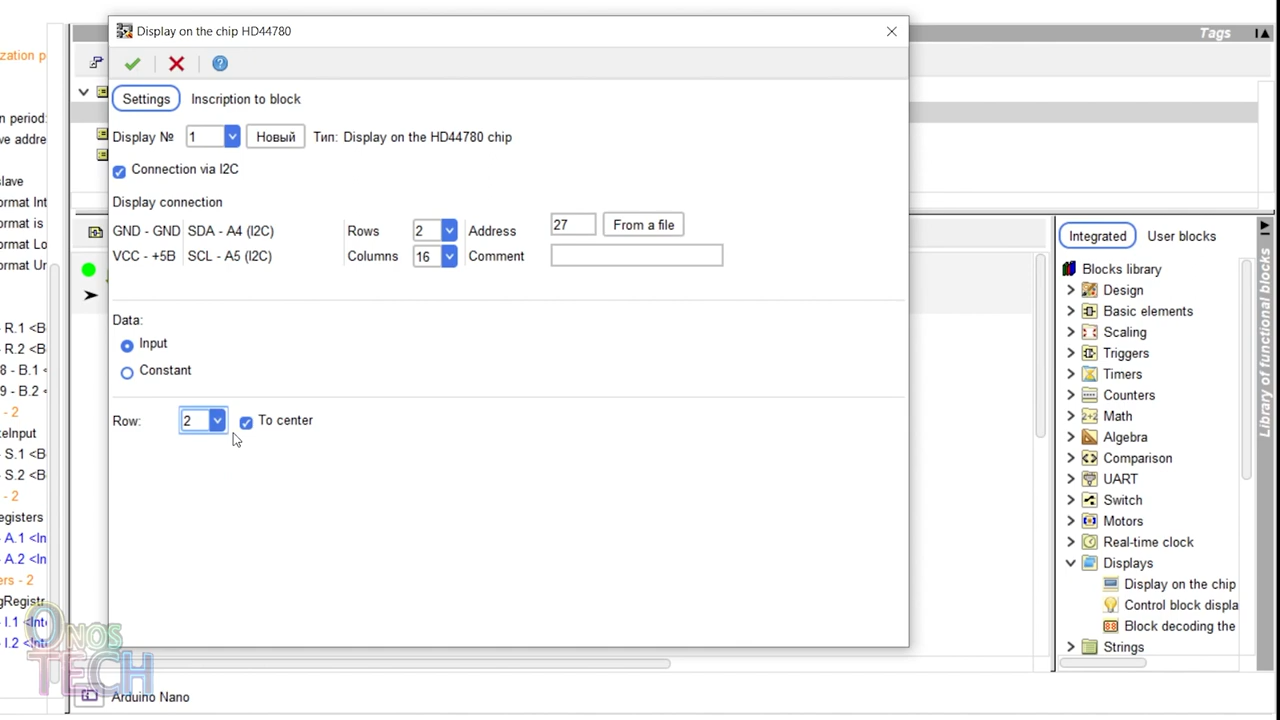 Display on the chip HD44780
Tags
Settings
Inscription to block
Display №
1
Новый
Тип: Display on the HD44780 chip
Connection via I2C
Display connection
GND - GND
SDA - A4 (I2C)
Rows
2
Address
27
From a file
VCC - +5B
SCL - A5 (I2C)
Columns
16
Comment
Data:
Input
Constant
Row:
2
To center
zation
n period:
slave
ormat
ormat is
ormat Lo
ormat Un
- R.1 <B
- R.2 <B
8 - B.1 <
9 - B.2 <
- 2
eInput
- S.1 <B
- S.2 <B
- 2
egisters
- A.1 <In
- A.2 <In
ers - 2
gRegistr
- I.1
- I.2 <Int
Integrated
User blocks
Blocks library
Design
Basic elements
Scaling
Triggers
Timers
Counters
Math
Algebra
Comparison
UART
Switch
Motors
Real-time clock
Displays
Display on the chip
Control block displa
Block decoding the
Strings
Library of functional blocks
Arduino Nano
ONOS
TECH